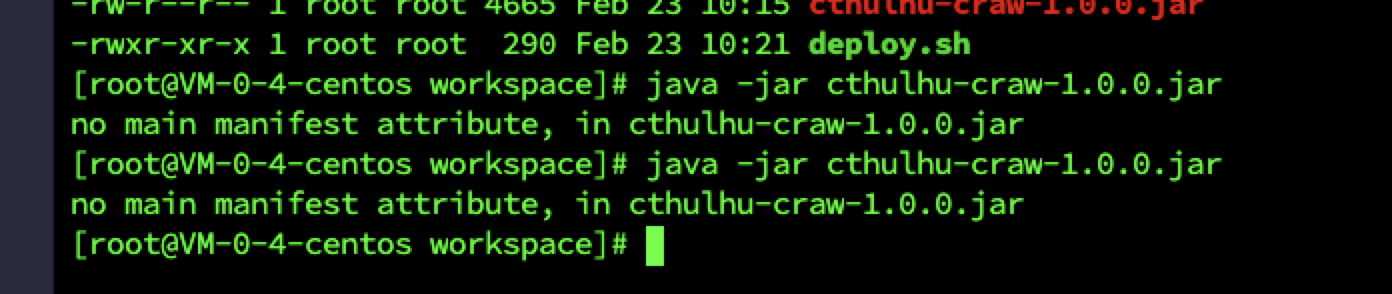 -rw-r--r-- 1 root root 4665 Feb 23 10:15 cthulhu-craw-1.0.0.jar
-rwxr-xr-x 1 root root  290 Feb 23 10:21 deploy.sh
[root@VM-0-4-centos workspace]# java -jar cthulhu-craw-1.0.0.jar
no main manifest attribute, in cthulhu-craw-1.0.0.jar
[root@VM-0-4-centos workspace]# java -jar cthulhu-craw-1.0.0.jar
no main manifest attribute, in cthulhu-craw-1.0.0.jar
[root@VM-0-4-centos workspace]#